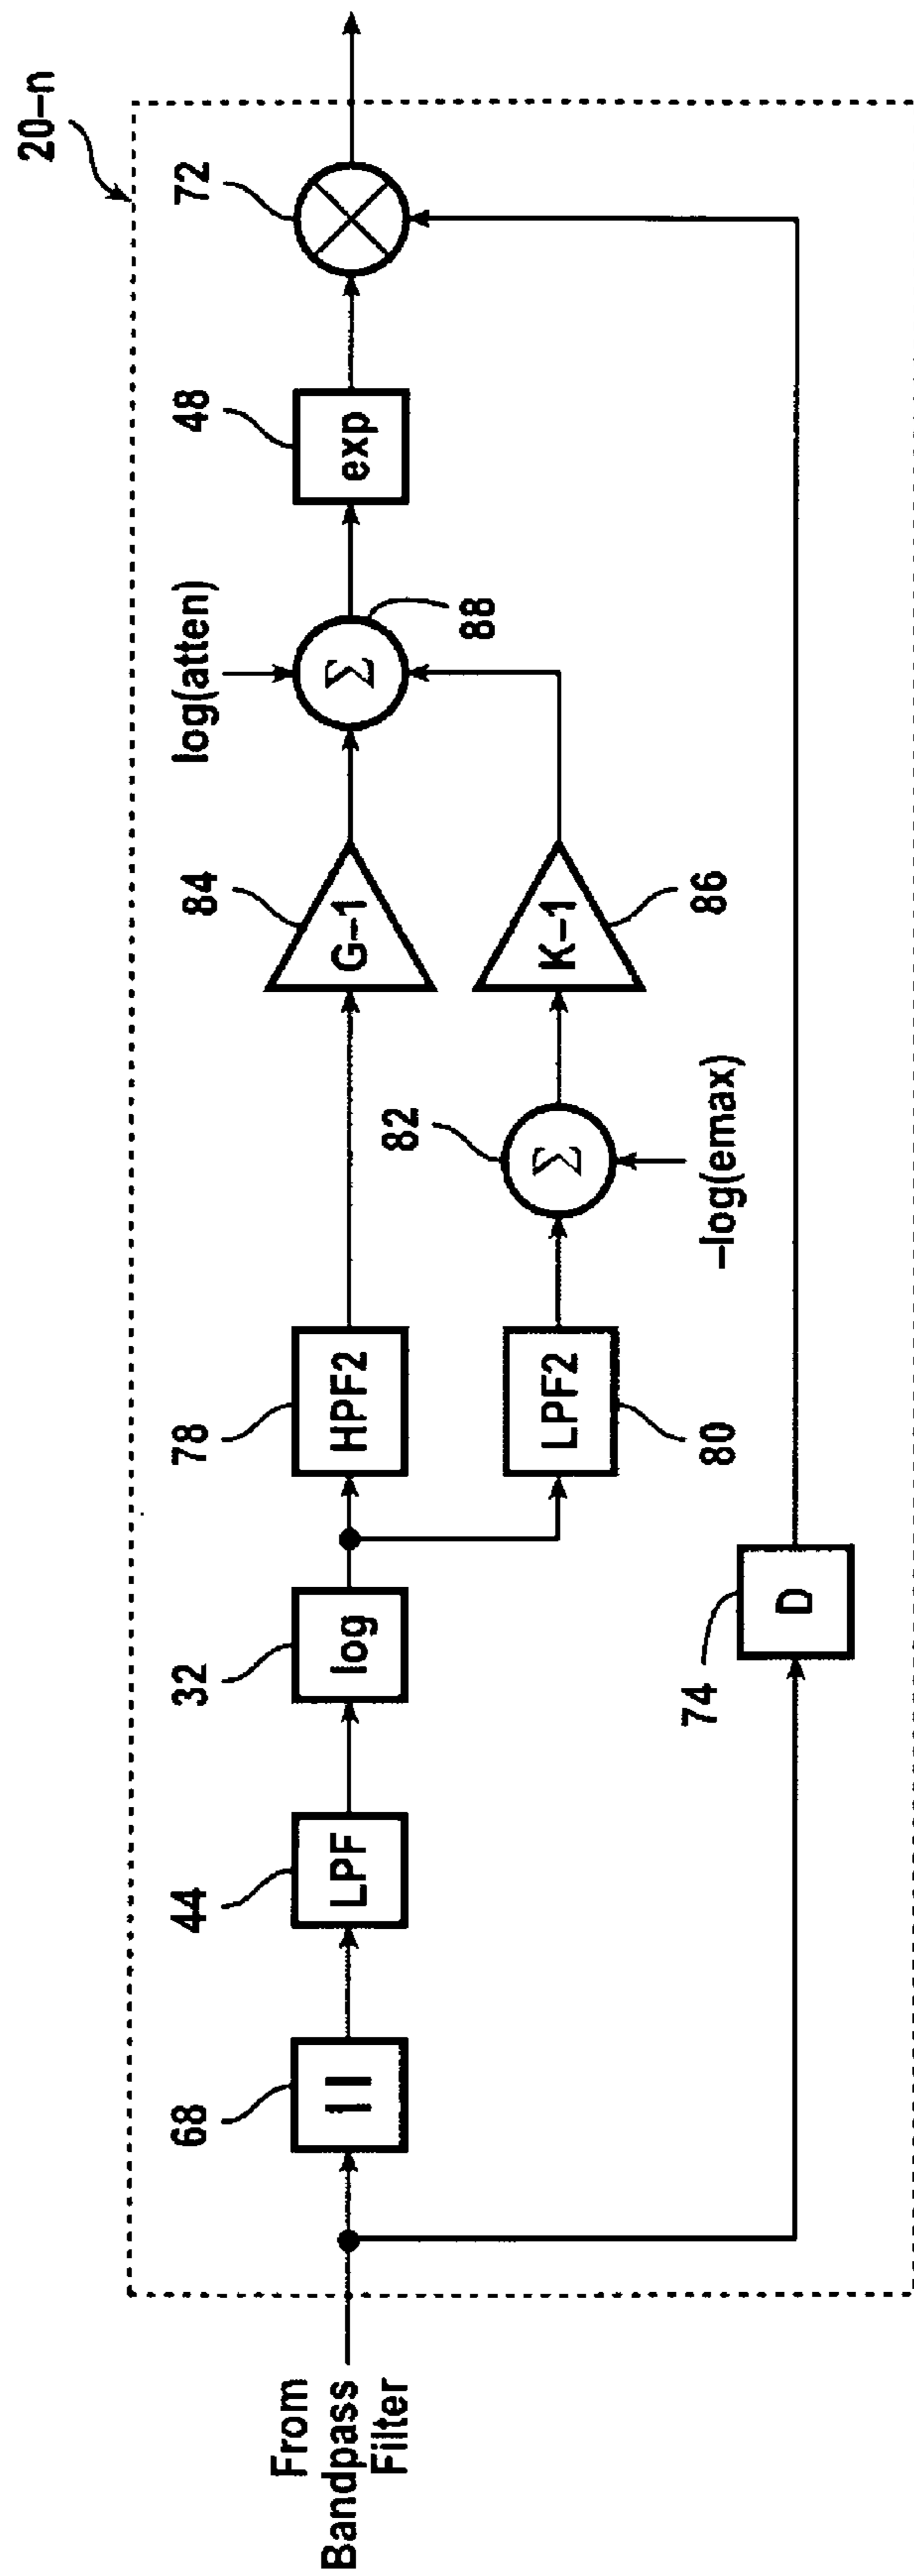 20–n
From
Bandpass
Filter
68
||
44
LPF
32
log
78
HPF2
84
G–1
log(atten)
Σ
88
48
exp
72
80
LPF2
82
Σ
–log(emax)
86
K–1
74
D